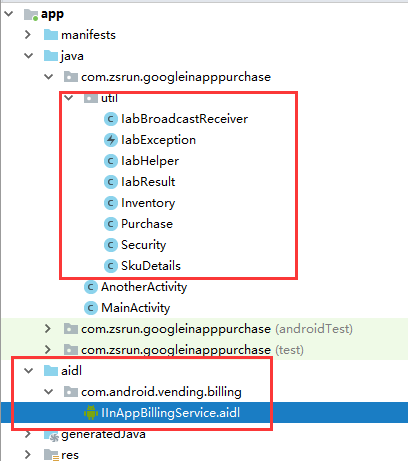 app
manifests
java
com.zsrun.googleinapppurchase
util
IabBroadcastReceiver
IabException
IabHelper
IabResult
Inventory
Purchase
Security
SkuDetails
AnotherActivity
MainActivity
com.zsrun.googleinapppurchase (androidTest)
com.zsrun.googleinapppurchase (test)
aidl
com.android.vending.billing
IInAppBillingService.aidl
generatedJava
res